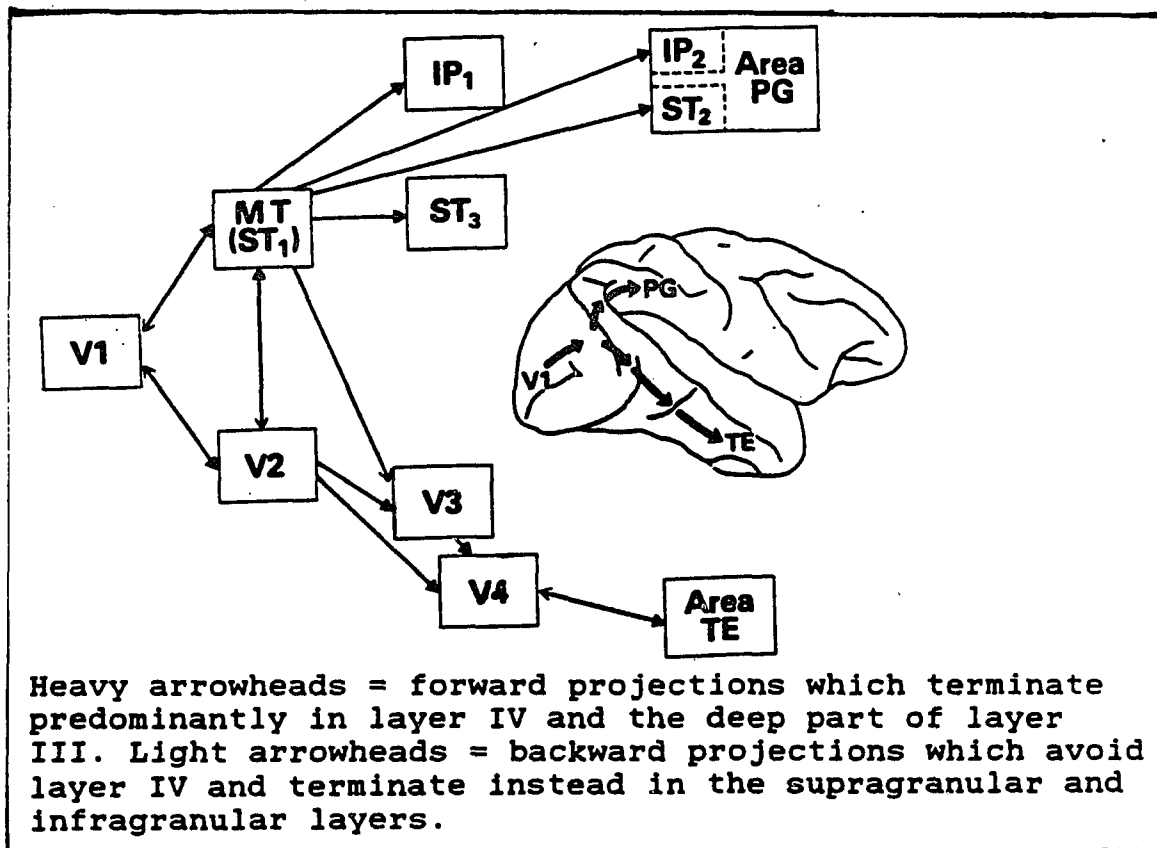 IP1
IP2
Area
PG
ST2
MT
(ST1)
ST3
V1
V2
V3
V4
Area
TE
PG
V1
TE
Heavy arrowheads = forward projections which terminate
predominantly in layer IV and the deep part of layer
III. Light arrowheads = backward projections which avoid
layer IV and terminate instead in the supragranular and
infragranular layers.